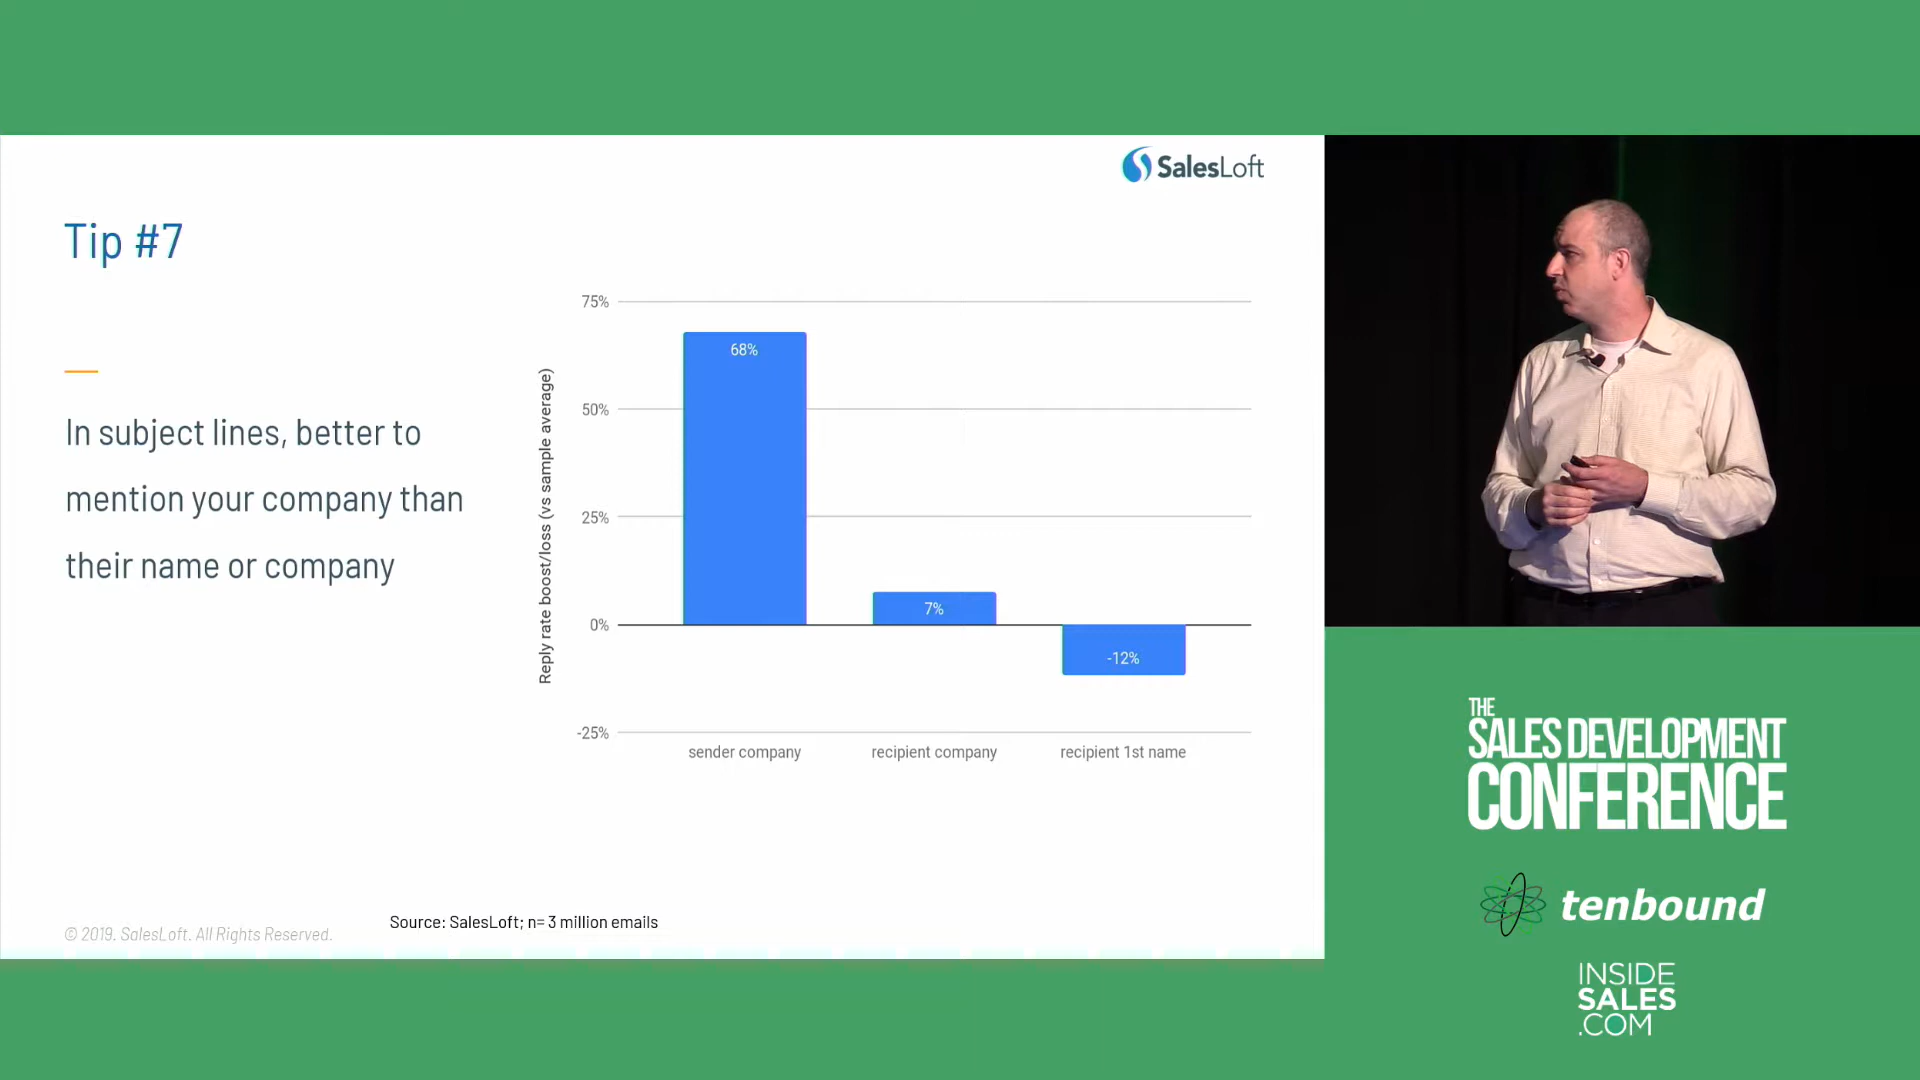 SalesLoft
Tip #7
In subject lines, better to
mention your company than
their name or company
Reply rate boost/loss (vs sample average)
75%
50%
25%
0%
-25%
68%
7%
-12%
sender company
recipient company
recipient 1st name
Source: SalesLoft; n= 3 million emails
© 2019. SalesLoft. All Rights Reserved.
THE
SALES DEVELOPMENT
CONFERENCE
tenbound
INSIDE
SALES
.COM